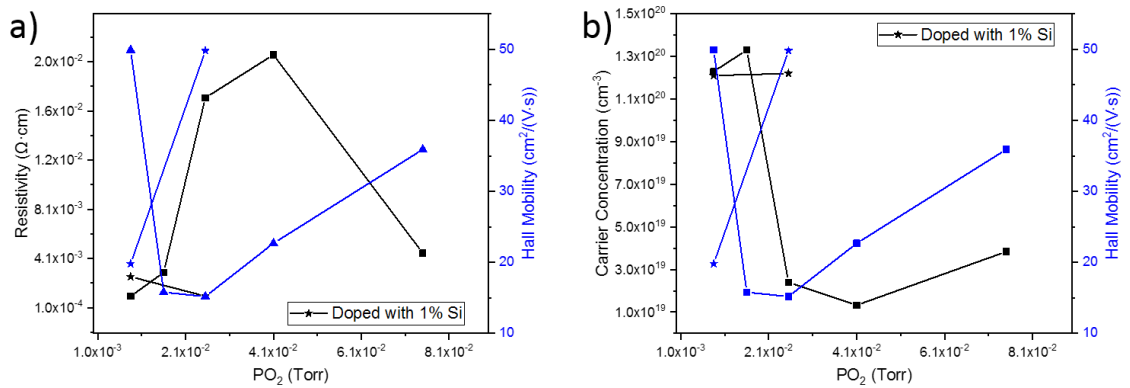 a)
Resistivity (Ω·cm)
2.0x10⁻²
1.6x10⁻²
1.2x10⁻²
8.1x10⁻³
4.1x10⁻³
1.0x10⁻⁴
Doped with 1% Si
50
40
30
20
10
Hall Mobility (cm²/(V·s))
1.0x10⁻³
2.1x10⁻²
4.1x10⁻²
6.1x10⁻²
8.1x10⁻²
PO₂ (Torr)
b)
Carrier Concentration (cm⁻³)
1.5x10²⁰
1.3x10²⁰
1.1x10²⁰
9.0x10¹⁹
7.0x10¹⁹
5.0x10¹⁹
3.0x10¹⁹
1.0x10¹⁹
Doped with 1% Si
50
40
30
20
10
Hall Mobility (cm²/(V·s))
1.0x10⁻³
2.1x10⁻²
4.1x10⁻²
6.1x10⁻²
8.1x10⁻²
PO₂ (Torr)